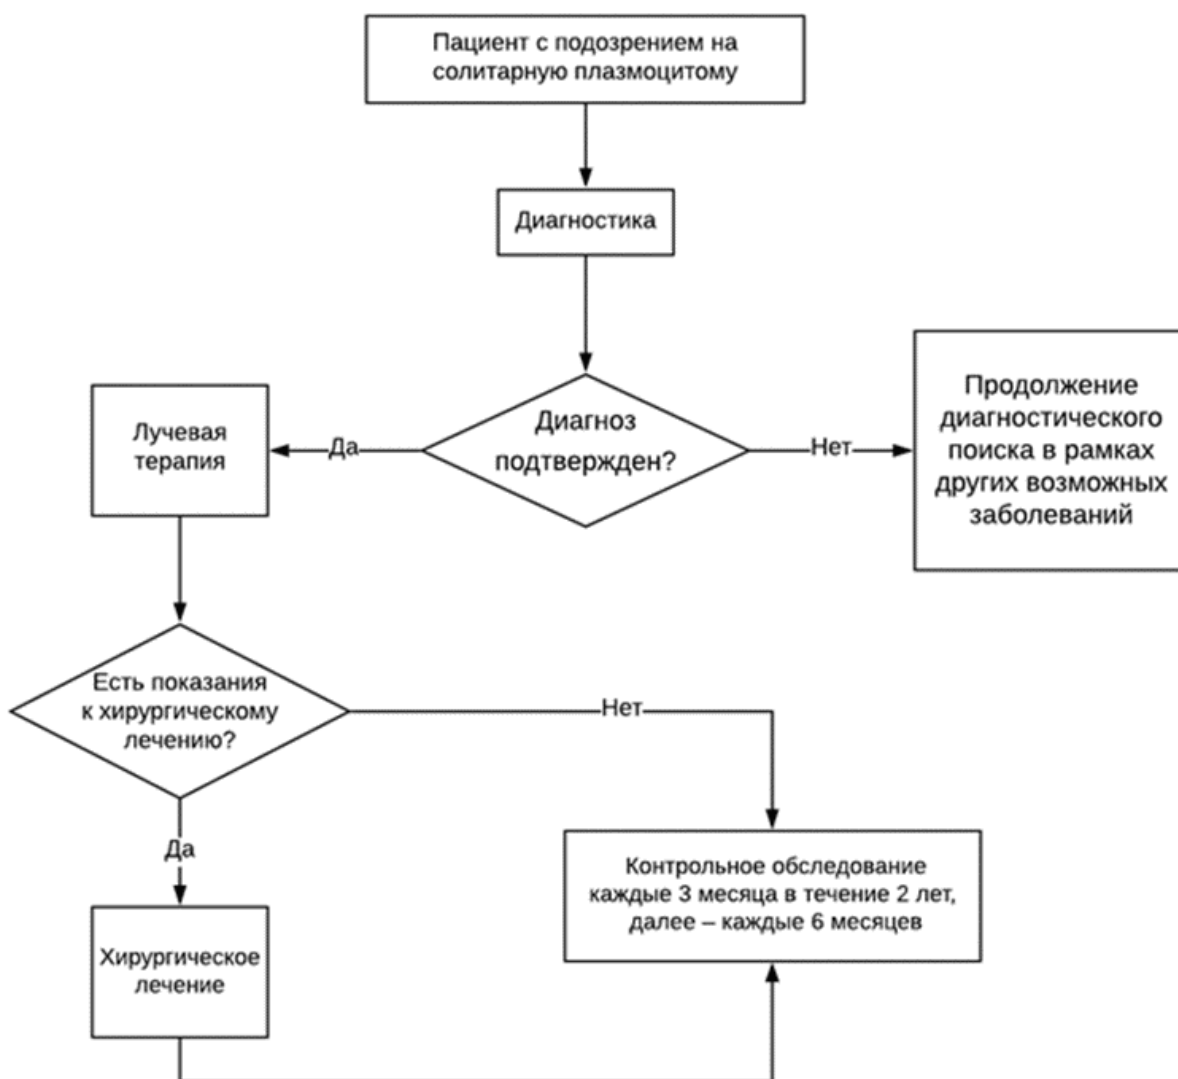 Пациент с подозрением на
солитарную плазмоцитому
Диагностика
Диагноз
подтвержден?
Да
Нет
Лучевая
терапия
Продолжение
диагностического
поиска в рамках
других возможных
заболеваний
Есть показания
к хирургическому
лечению?
Нет
Да
Контрольное обследование
каждые 3 месяца в течение 2 лет,
далее – каждые 6 месяцев
Хирургическое
лечение